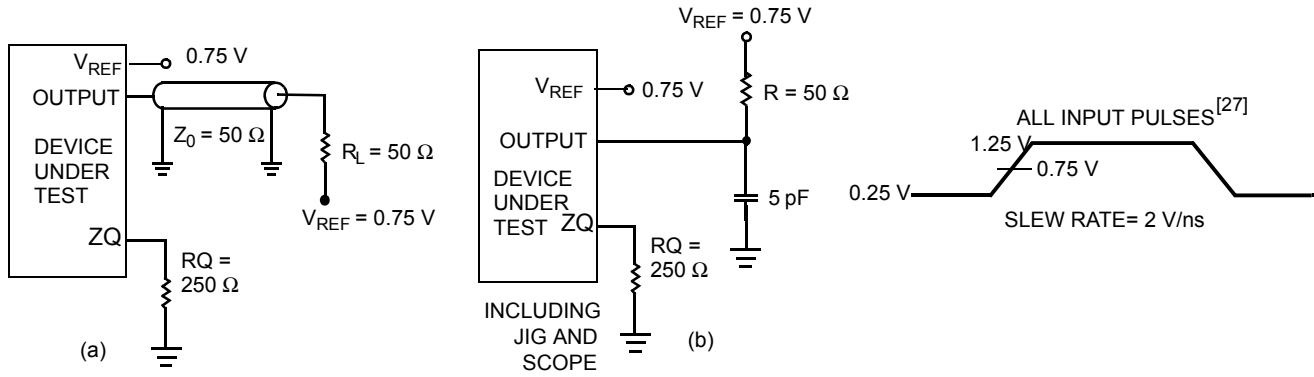 V_REF
0.75 V
OUTPUT
Z_0 = 50 Ω
DEVICE
UNDER
TEST
R_L = 50 Ω
V_REF = 0.75 V
ZQ
RQ =
250 Ω
(a)
V_REF = 0.75 V
V_REF
0.75 V
R = 50 Ω
OUTPUT
DEVICE
UNDER
TEST
5 pF
ZQ
RQ =
250 Ω
INCLUDING
JIG AND
SCOPE
(b)
ALL INPUT PULSES[27]
1.25 V
0.75 V
0.25 V
SLEW RATE= 2 V/ns